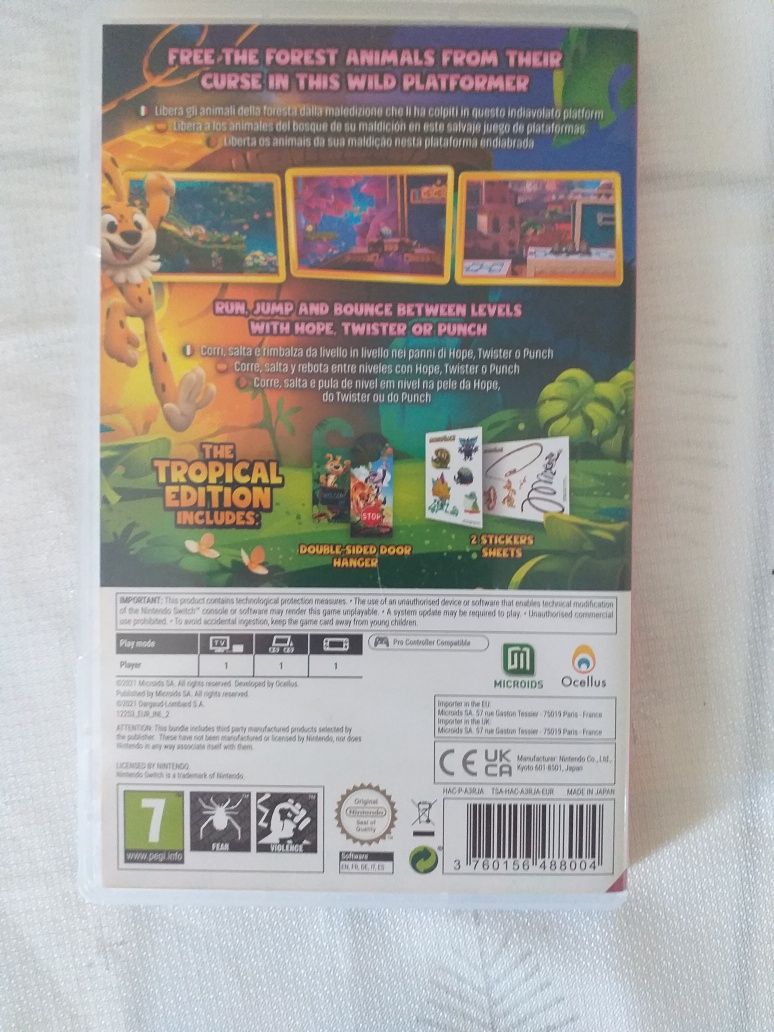 FREE THE FOREST ANIMALS FROM THEIR
CURSE IN THIS WILD PLATFORMER
Libera gli animali della foresta dalla maledizione che li ha colpiti in questo indiavolato platform
Libera a los animales del bosque de su maldición en este salvaje juego de plataformas
Liberta os animais da sua maldição nesta plataforma endiabrada
RUN, JUMP AND BOUNCE BETWEEN LEVELS
WITH HOPE, TWISTER OR PUNCH
Corri, salta e rimbalza da livello in livello nei panni di Hope, Twister o Punch
Corre, salta y rebota entre niveles con Hope, Twister o Punch
Corre, salta e pula de nível em nível na pele da Hope,
do Twister ou do Punch
THE
TROPICAL
EDITION
INCLUDES:
WELCOME
STOP
DOUBLE-SIDED DOOR
HANGER
2 STICKERS
SHEETS
IMPORTANT: This product contains technological protection measures. • The use of an unauthorised device or software that enables technical modification
of the Nintendo Switch™ console or software may render this game unplayable. • A system update may be required to play. • Unauthorised commercial
use prohibited. • To avoid accidental ingestion, keep the game card away from young children.
Play mode
TV
Pro Controller Compatible
Player
1
1
1
©2021 Microids SA. All rights reserved. Developed by Ocellus.
Published by Microids SA. All rights reserved.
©2021 Dargaud-Lombard S.A.
12253_EUR_INL_2
ATTENTION: This bundle includes third party manufactured products selected by
the publisher. These have not been manufactured or licensed by Nintendo, nor does
Nintendo in any way associate itself with them.
LICENSED BY NINTENDO
Nintendo Switch is a trademark of Nintendo.
MICROIDS
Ocellus
Importer in the EU:
Microids SA. 57 rue Gaston Tessier - 75019 Paris - France
Importer in the UK:
Microids SA. 57 rue Gaston Tessier - 75019 Paris - France
CE UK CA
Manufacturer: Nintendo Co., Ltd.,
Kyoto 601-8501, Japan
HAC-P-A3RJA TSA-HAC-A3RJA-EUR MADE IN JAPAN
7
www.pegi.info
FEAR
VIOLENCE
Original
Nintendo
Seal of
Quality
Software
EN, FR, DE, IT, ES
3 760156 488004